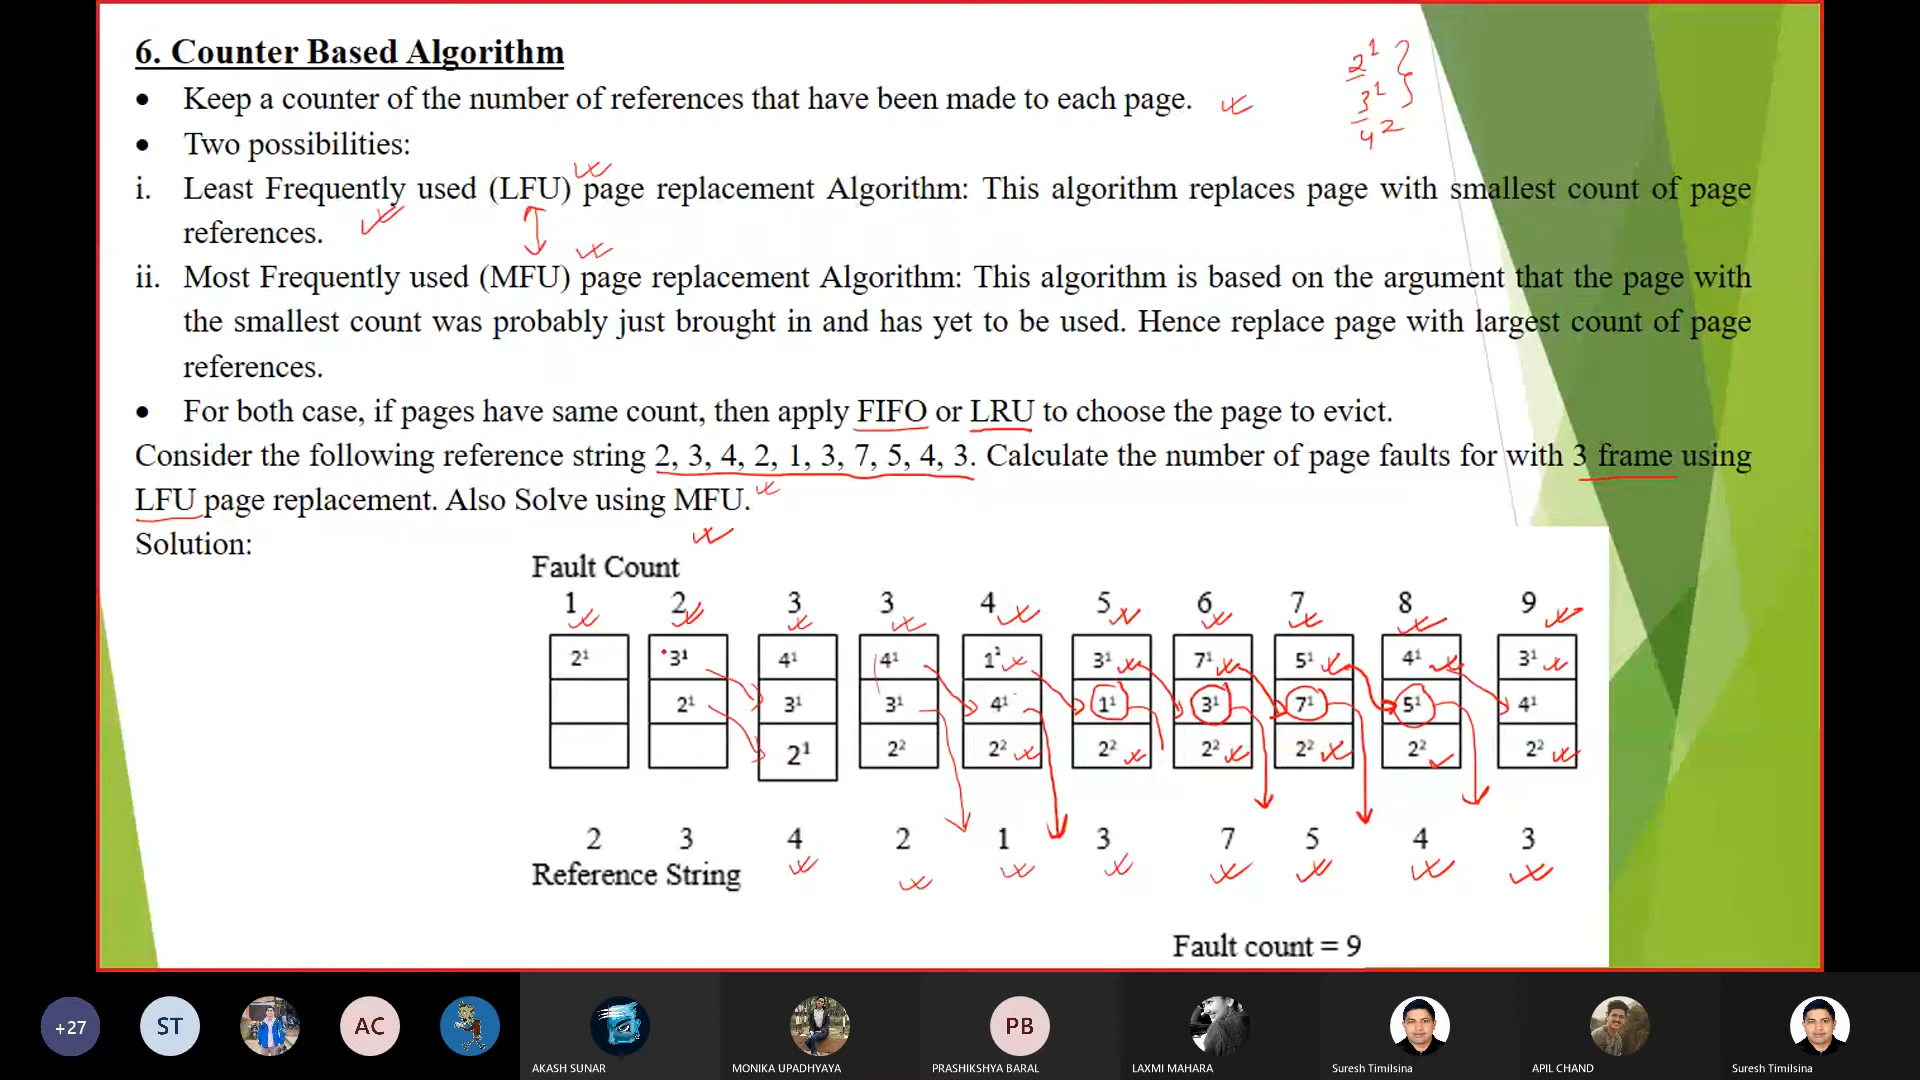 6. Counter Based Algorithm
• Keep a counter of the number of references that have been made to each page.
• Two possibilities:
i. Least Frequently used (LFU) page replacement Algorithm: This algorithm replaces page with smallest count of page
references.
ii. Most Frequently used (MFU) page replacement Algorithm: This algorithm is based on the argument that the page with
the smallest count was probably just brought in and has yet to be used. Hence replace page with largest count of page
references.
• For both case, if pages have same count, then apply FIFO or LRU to choose the page to evict.
Consider the following reference string 2, 3, 4, 2, 1, 3, 7, 5, 4, 3. Calculate the number of page faults for with 3 frame using
LFU page replacement. Also Solve using MFU.
Solution:
2¹
3¹
4²
Fault Count
1 2 3 3 4 5 6 7 8 9
2¹ 3¹ 4¹ 4¹ 1¹ 3¹ 7¹ 5¹ 4¹ 3¹
2¹ 3¹ 3¹ 4¹ 1¹ 3¹ 7¹ 5¹ 4¹
2¹ 2² 2² 2² 2² 2² 2² 2²
2 3 4 2 1 3 7 5 4 3
Reference String
Fault count = 9
+27 ST AC PB
AKASH SUNAR MONIKA UPADHYAYA PRASHIKSHYA BARAL LAXMI MAHARA Suresh Timilsina APIL CHAND Suresh Timilsina